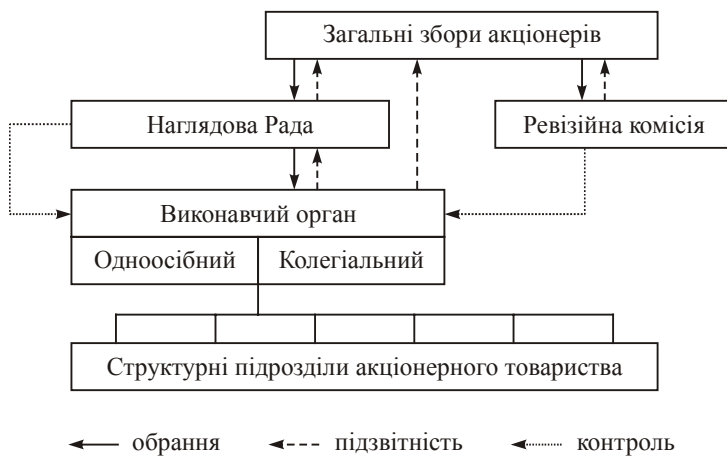 Загальні збори акціонерів
Наглядова Рада
Ревізійна комісія
Виконавчий орган
Одноосібний
Колегіальний
Структурні підрозділи акціонерного товариства
обрання
підзвітність
контроль